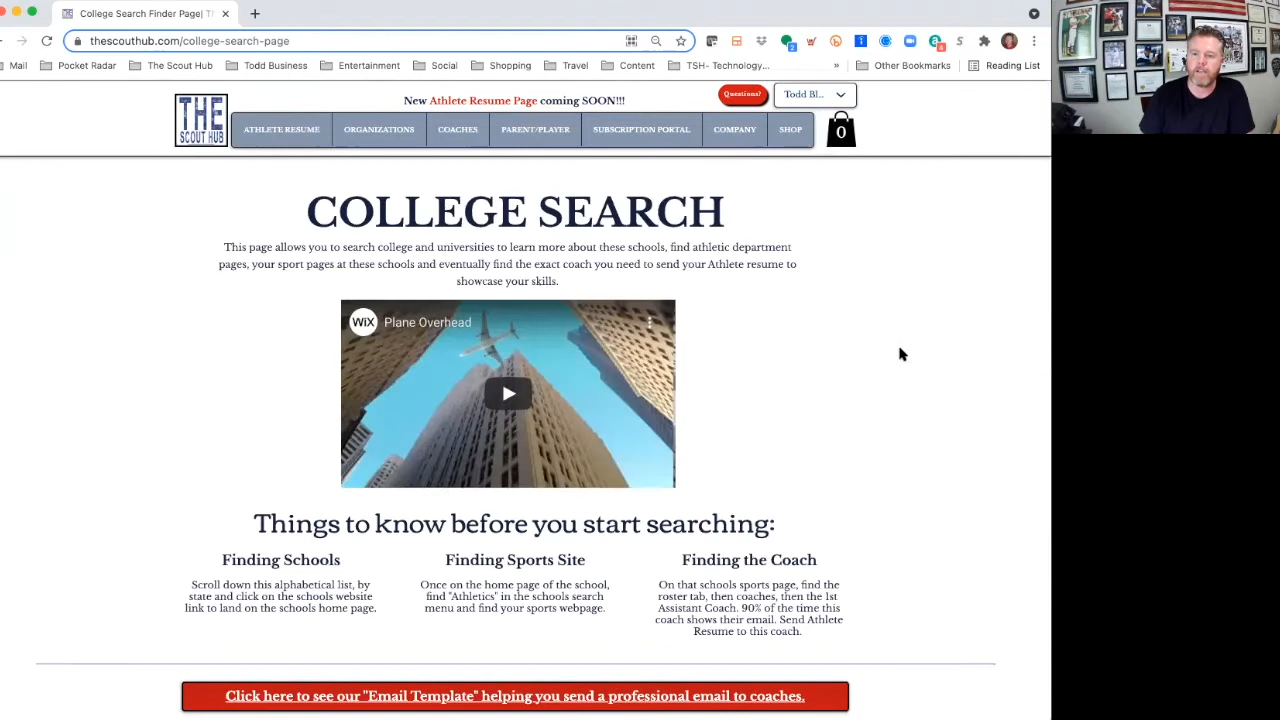 College Search Finder Page| Th
thescouthub.com/college-search-page
Mail
Pocket Radar
The Scout Hub
Todd Business
Entertainment
Social
Shopping
Travel
Content
TSH- Technology...
»
Other Bookmarks
Reading List
THE
SCOUT HUB
New Athlete Resume Page coming SOON!!!
Questions?
Todd Bl...
ATHLETE RESUME
ORGANIZATIONS
COACHES
PARENT/PLAYER
SUBSCRIPTION PORTAL
COMPANY
SHOP
0
COLLEGE SEARCH
This page allows you to search college and universities to learn more about these schools, find athletic department
pages, your sport pages at these schools and eventually find the exact coach you need to send your Athlete resume to
showcase your skills.
WiX
Plane Overhead
Things to know before you start searching:
Finding Schools
Scroll down this alphabetical list, by
state and click on the schools website
link to land on the schools home page.
Finding Sports Site
Once on the home page of the school,
find "Athletics" in the schools search
menu and find your sports webpage.
Finding the Coach
On that schools sports page, find the
roster tab, then coaches, then the 1st
Assistant Coach. 90% of the time this
coach shows their email. Send Athlete
Resume to this coach.
Click here to see our "Email Template" helping you send a professional email to coaches.